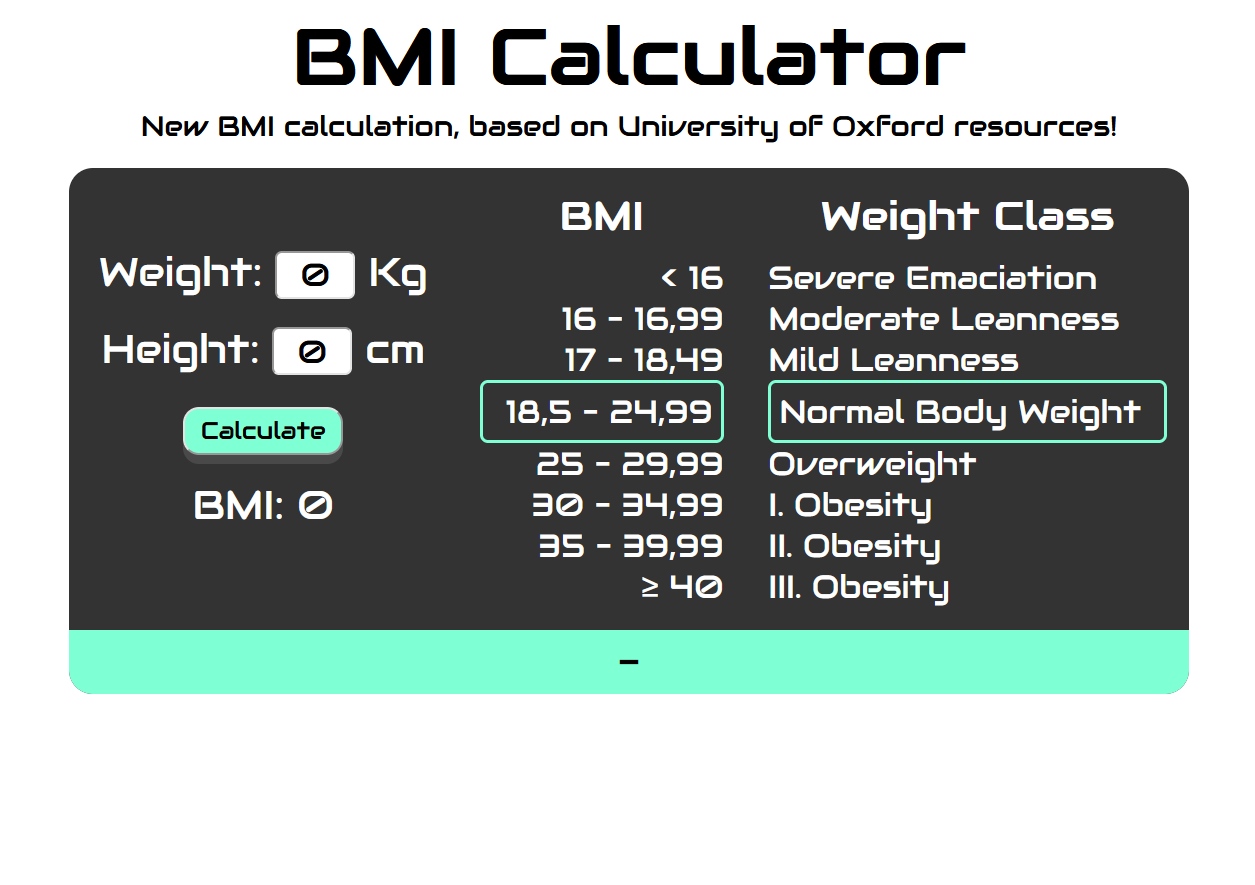 BMI Calculator
New BMI calculation, based on University of Oxford resources!
Weight: 0 Kg
Height: 0 cm
Calculate
BMI: 0
BMI Weight Class
< 16 Severe Emaciation
16 - 16,99 Moderate Leanness
17 - 18,49 Mild Leanness
18,5 - 24,99 Normal Body Weight
25 - 29,99 Overweight
30 - 34,99 I. Obesity
35 - 39,99 II. Obesity
≥ 40 III. Obesity
-